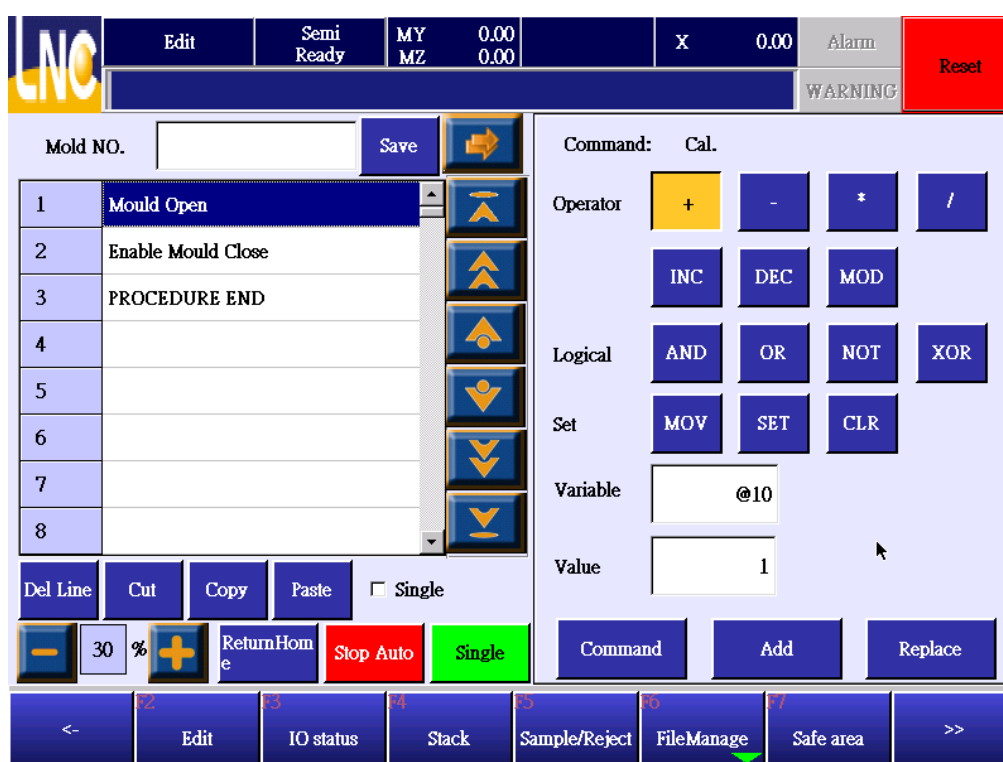 LNC
Edit
Semi
Ready
MY 0.00
MZ 0.00
X 0.00
Alarm
WARNING
Reset
Mold NO.
Save
1 Mould Open
2 Enable Mould Close
3 PROCEDURE END
4
5
6
7
8
Del Line
Cut
Copy
Paste
Single
30 %
ReturnHom
e
Stop Auto
Single
Command: Cal.
Operator + - * /
INC DEC MOD
Logical AND OR NOT XOR
Set MOV SET CLR
Variable @10
Value 1
Command
Add
Replace
<-
F2
Edit
F3
IO status
F4
Stack
F5
Sample/Reject
F6
FileManage
F7
Safe area
>>